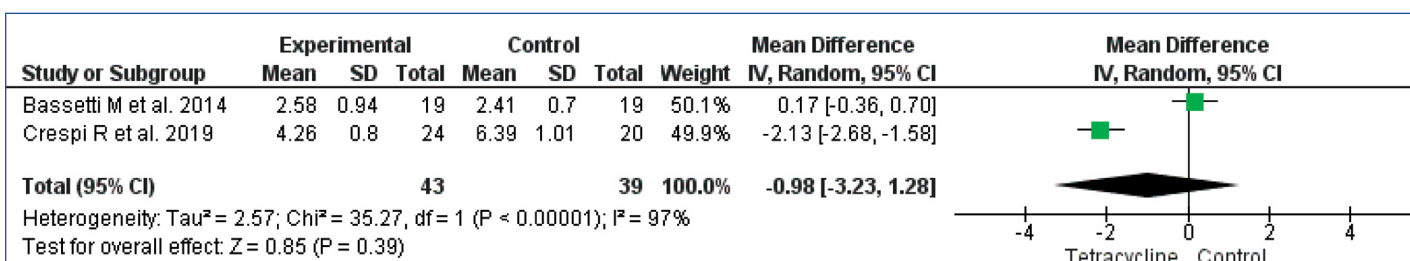 Experimental Control Mean Difference Mean Difference
Study or Subgroup Mean SD Total Mean SD Total Weight IV, Random, 95% CI IV, Random, 95% CI
Bassetti M et al. 2014 2.58 0.94 19 2.41 0.7 19 50.1% 0.17 [-0.36, 0.70]
Crespi R et al. 2019 4.26 0.8 24 6.39 1.01 20 49.9% -2.13 [-2.68, -1.58]
Total (95% CI) 43 39 100.0% -0.98 [-3.23, 1.28]
Heterogeneity: Tau² = 2.57; Chi² = 35.27, df = 1 (P < 0.00001); I² = 97%
Test for overall effect: Z = 0.85 (P = 0.39)
-4 -2 0 2 4
Tetracycline Control